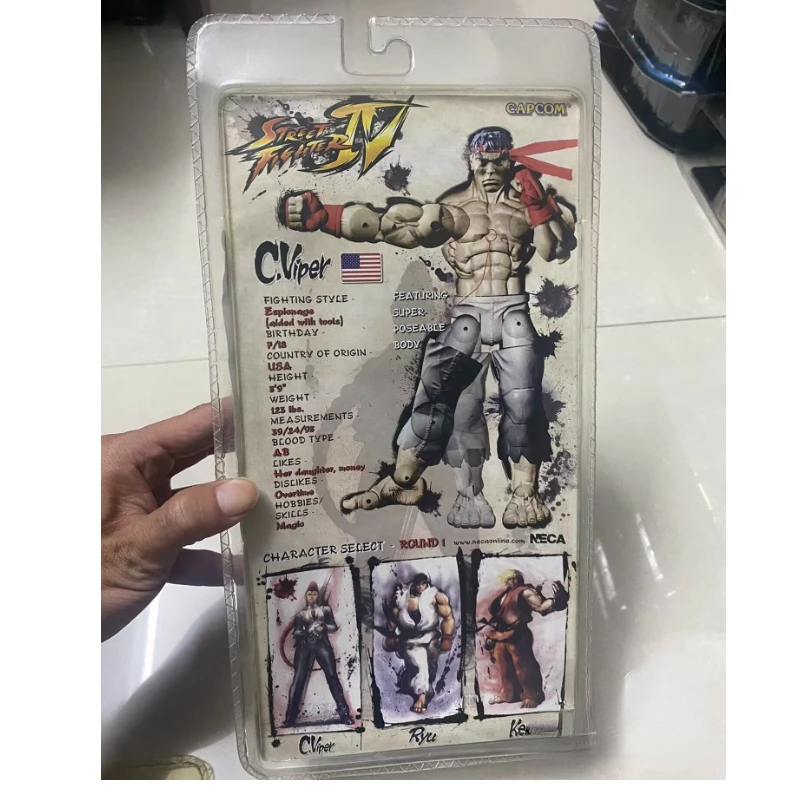 STREET
FIGHTER IV
CAPCOM
C.Viper
FIGHTING STYLE -
Espionage
(aided with tools)
BIRTHDAY -
7/18
COUNTRY OF ORIGIN -
USA
HEIGHT -
5'9"
WEIGHT
123 lbs.
MEASUREMENTS -
39/24/95
BLOOD TYPE
AB
LIKES -
Her daughter, money
DISLIKES -
Overtime
HOBBIES/
SKILLS -
Magic
FEATURING
SUPER
POSEABLE
BODY
CHARACTER SELECT - ROUND 1
www.necaonline.com NECA
C.Viper
Ryu
Ken